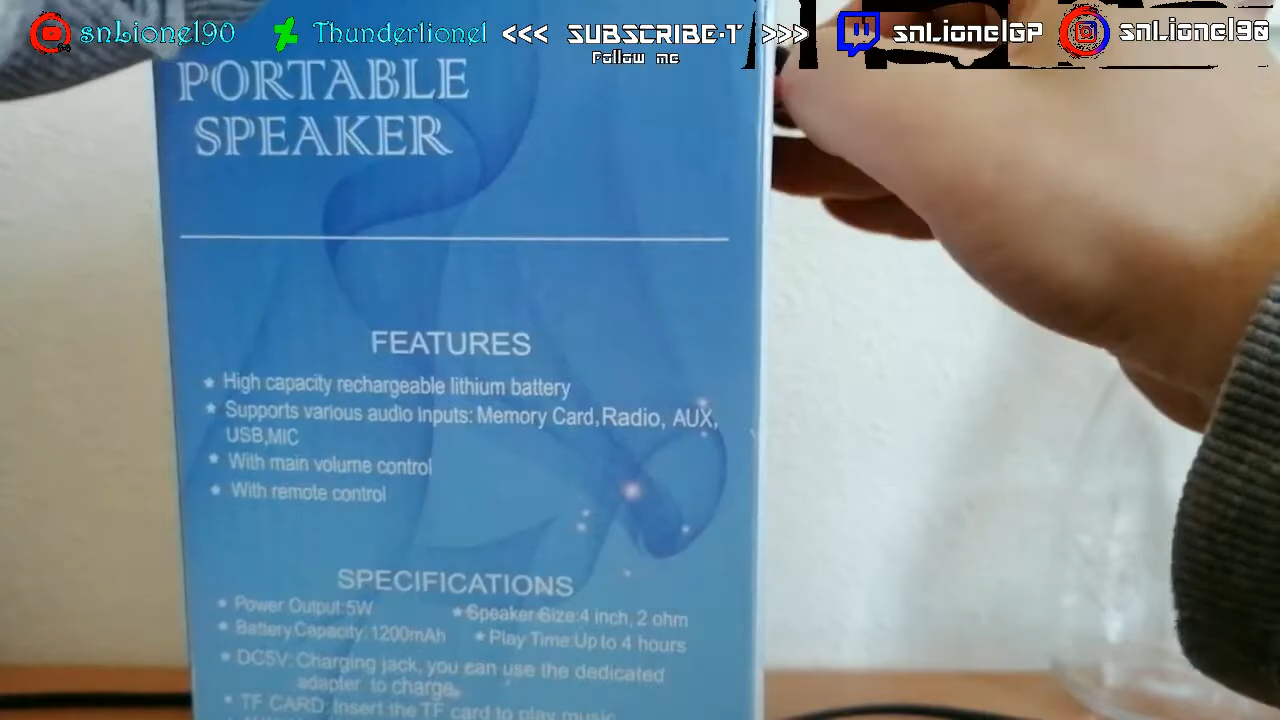 snLionel90 Thunderlionel <<< SUBSCRIBE-T >>> snLionelGP snLionel90
Follow me
PORTABLE
SPEAKER
FEATURES
★ High capacity rechargeable lithium battery
★ Supports various audio inputs: Memory Card, Radio, AUX,
USB,MIC
★ With main volume control
★ With remote control
SPECIFICATIONS
★ Power Output:5W ★ Speaker Size:4 inch, 2 ohm
★ Battery Capacity: 1200mAh ★ Play Time:Up to 4 hours
★ DC5V: Charging jack, you can use the dedicated
adapter to charge.
★ TF CARD: Insert the TF card to play music